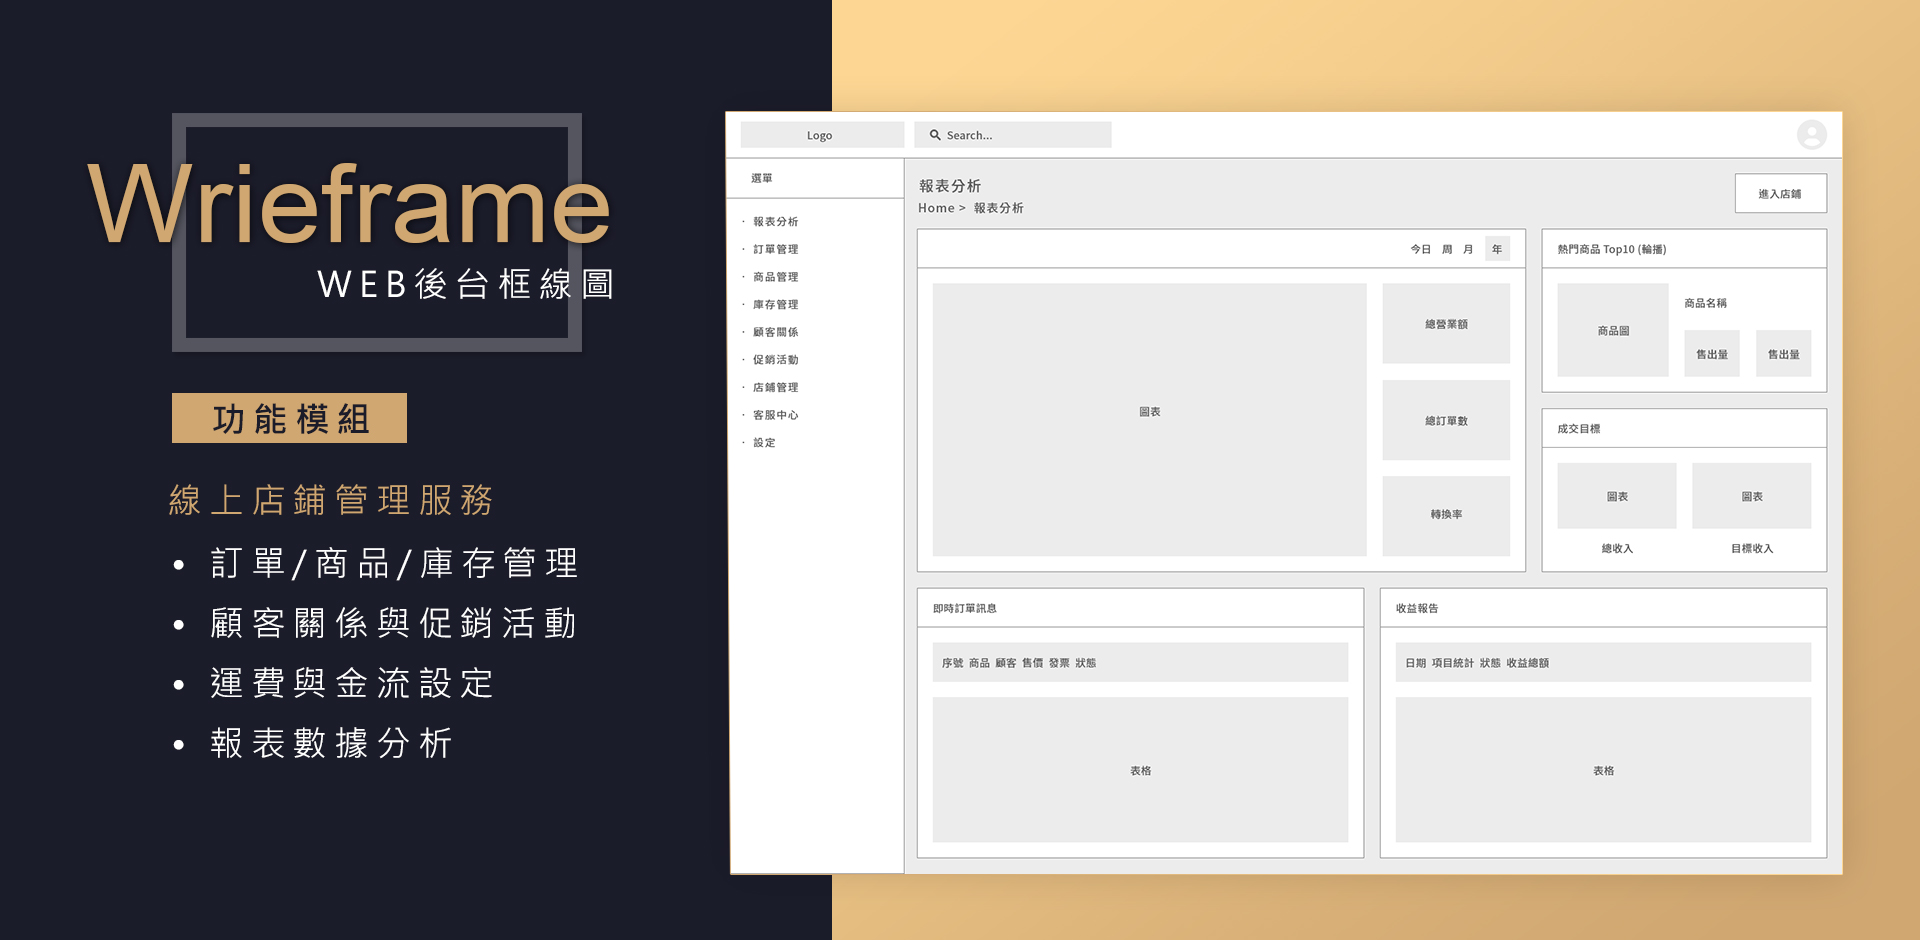 Wrieframe
WEB後台框線圖
功能模組
線上店鋪管理服務
• 訂單/商品/庫存管理
• 顧客關係與促銷活動
• 運費與金流設定
• 報表數據分析
Logo
Search...
選單
· 報表分析
· 訂單管理
· 商品管理
· 庫存管理
· 顧客關係
· 促銷活動
· 店鋪管理
· 客服中心
· 設定
報表分析
Home > 報表分析
進入店鋪
今日 周 月 年
圖表
總營業額
總訂單數
轉換率
熱門商品 Top10 (輪播)
商品圖
商品名稱
售出量 售出量
成交目標
圖表 圖表
總收入 目標收入
即時訂單訊息
序號 商品 顧客 售價 發票 狀態
表格
收益報告
日期 項目統計 狀態 收益總額
表格